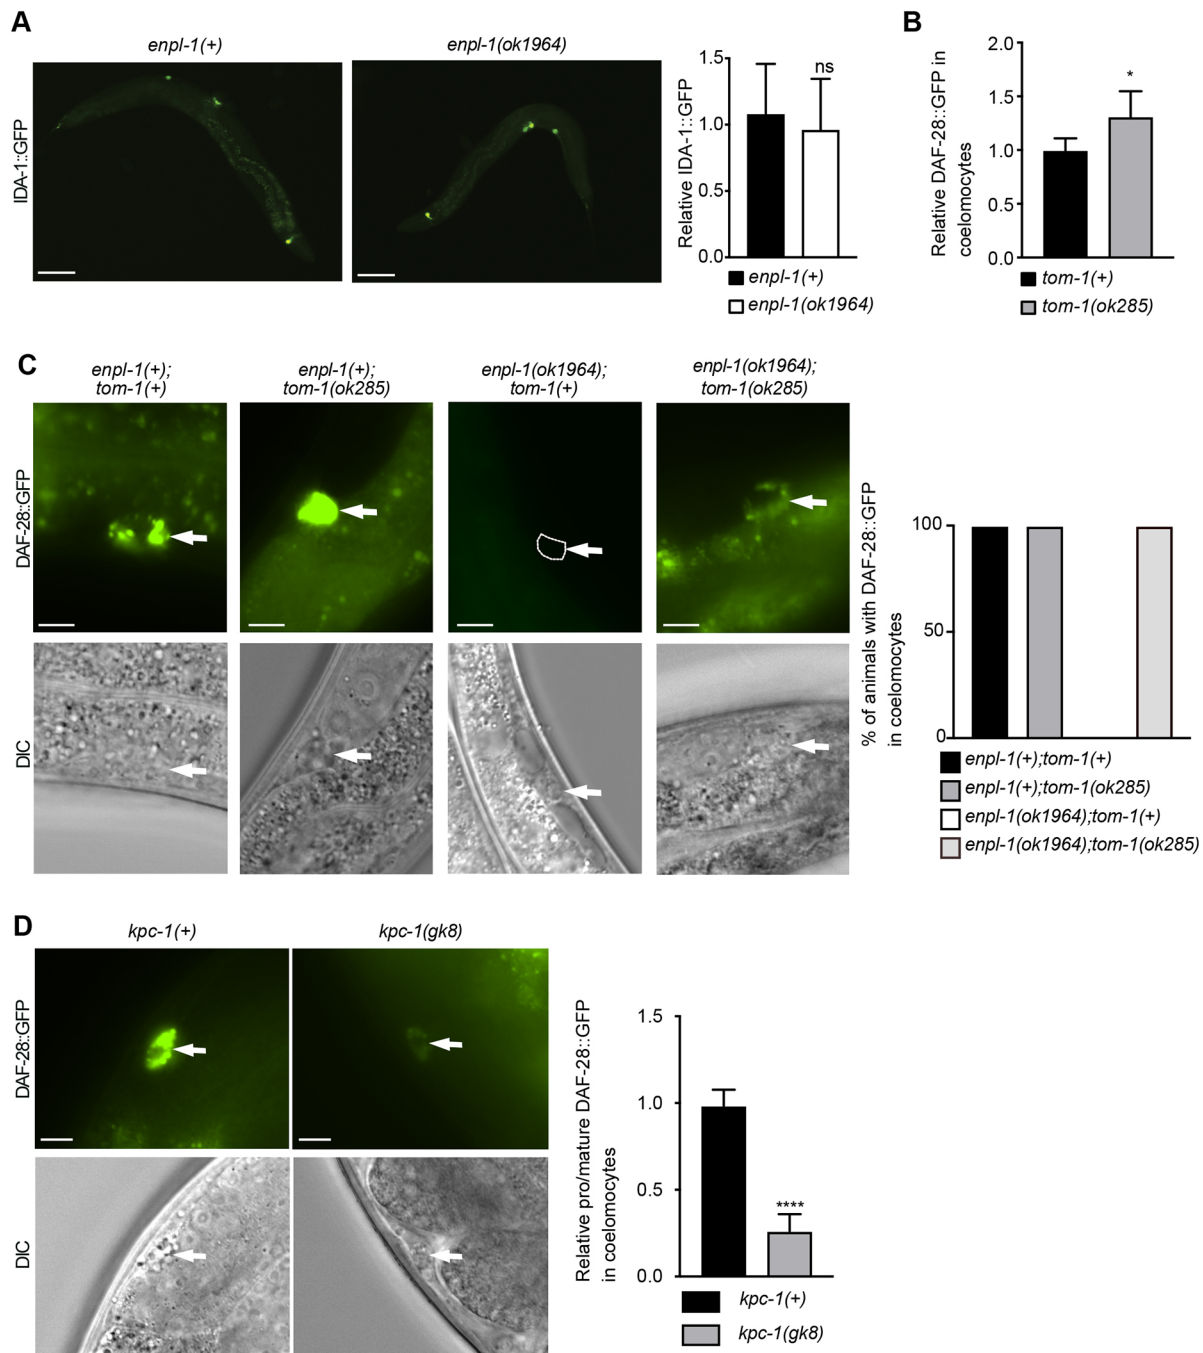 A
enpl-1(+)
enpl-1(ok1964)
IDA-1::GFP
Relative IDA-1::GFP
1.5
1.0
0.5
0.0
ns
enpl-1(+)
enpl-1(ok1964)
B
Relative DAF-28::GFP in
coelomocytes
2.0
1.5
1.0
0.5
0.0
*
tom-1(+)
tom-1(ok285)
C
enpl-1(+);
tom-1(+)
enpl-1(+);
tom-1(ok285)
enpl-1(ok1964);
tom-1(+)
enpl-1(ok1964);
tom-1(ok285)
DAF-28::GFP
DIC
% of animals with DAF-28::GFP
in coelomocytes
100
50
0
enpl-1(+);tom-1(+)
enpl-1(+);tom-1(ok285)
enpl-1(ok1964);tom-1(+)
enpl-1(ok1964);tom-1(ok285)
D
kpc-1(+)
kpc-1(gk8)
DAF-28::GFP
DIC
Relative pro/mature DAF-28::GFP
in coelomocytes
1.5
1.0
0.5
0.0
****
kpc-1(+)
kpc-1(gk8)